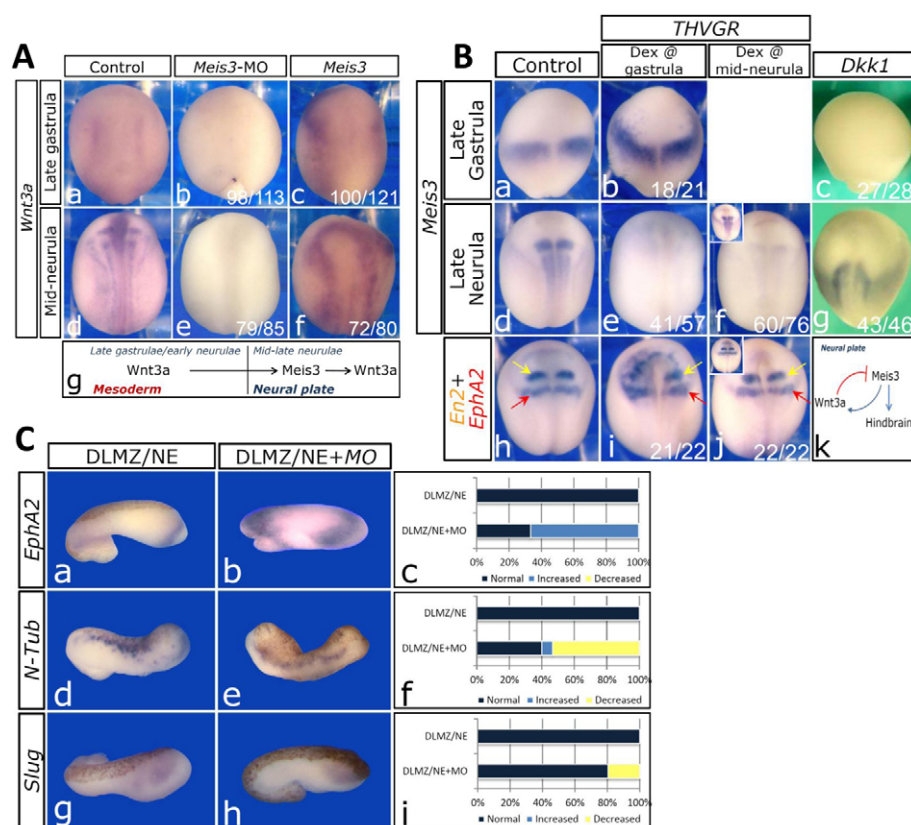 A
Control
Meis3-MO
Meis3
Wnt3a
Late gastrula
a
b
98/113
c
100/121
Mid-neurula
d
e
79/85
f
72/80
g
Late gastrulae/early neurulae
Mid-late neurulae
Wnt3a
Meis3
Wnt3a
Mesoderm
Neural plate
B
THVGR
Control
Dex @
gastrula
Dex @
mid-neurula
Dkk1
Meis3
Late
Gastrula
a
b
18/21
c
27/28
Late
Neurula
d
e
41/57
f
60/76
g
43/46
En2+
EphA2
h
i
21/22
j
22/22
k
Neural plate
Wnt3a
Meis3
Hindbrain
C
DLMZ/NE
DLMZ/NE+MO
EphA2
a
b
c
DLMZ/NE
DLMZ/NE+MO
0% 20% 40% 60% 80% 100%
Normal Increased Decreased
N-Tub
d
e
f
DLMZ/NE
DLMZ/NE+MO
0% 20% 40% 60% 80% 100%
Normal Increased Decreased
Slug
g
h
i
DLMZ/NE
DLMZ/NE+MO
0% 20% 40% 60% 80% 100%
Normal Increased Decreased